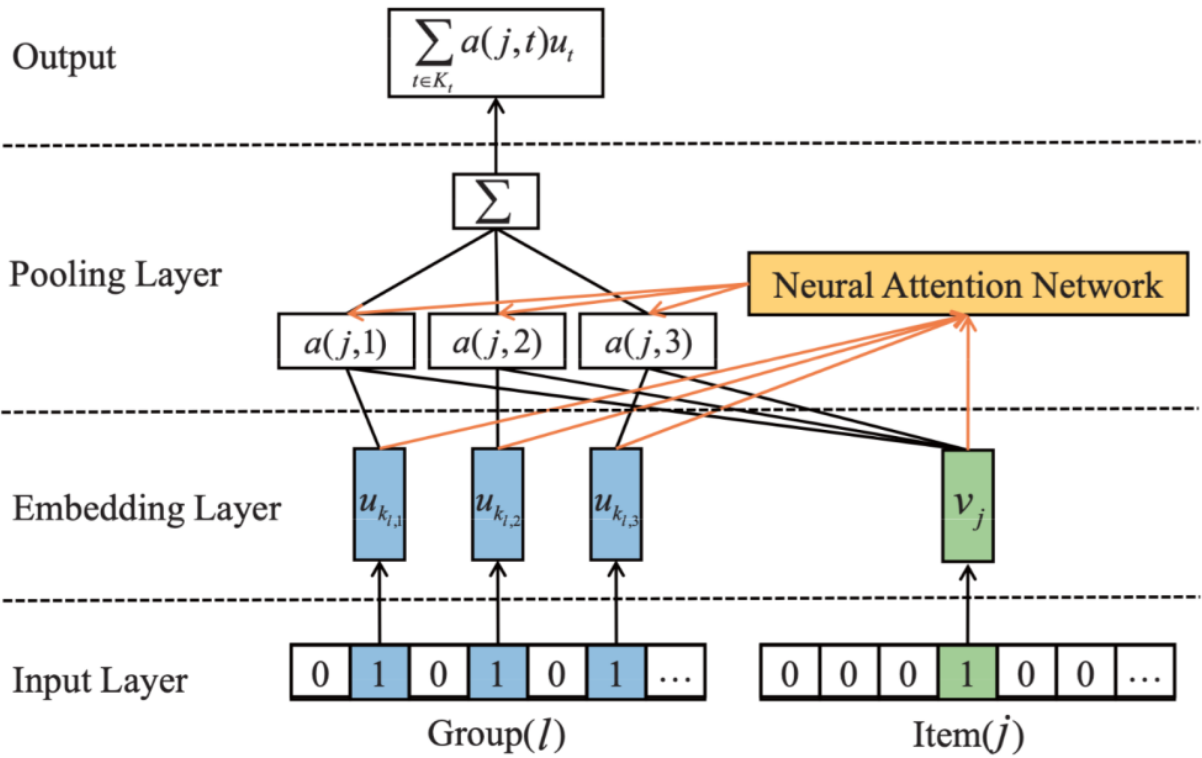 Output
∑ a(j,t)u_t
t∈K_t
∑
Pooling Layer
Neural Attention Network
a(j,1) a(j,2) a(j,3)
Embedding Layer
u_{k_{l,1}} u_{k_{l,2}} u_{k_{l,3}} v_j
Input Layer
0 1 0 1 0 1 ... 0 0 0 1 0 0 ...
Group(l) Item(j)